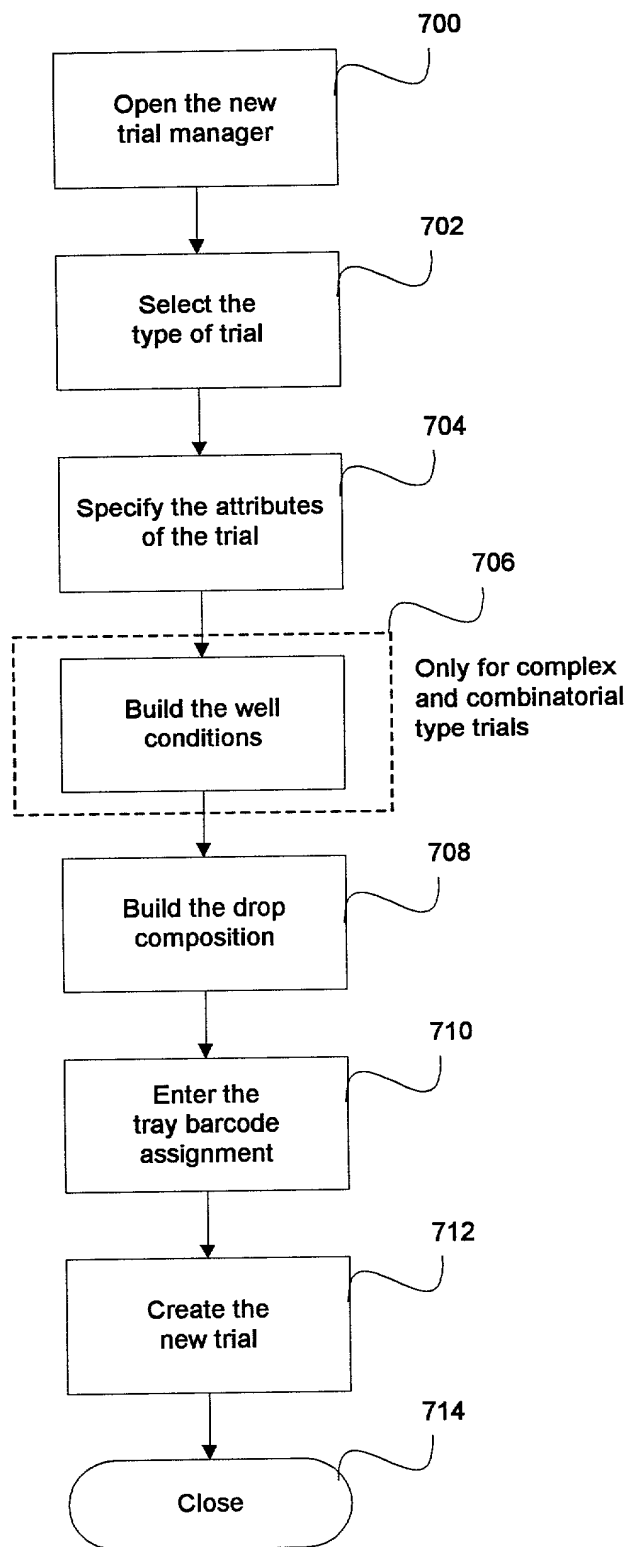 700
Open the new
trial manager
702
Select the
type of trial
704
Specify the attributes
of the trial
706
Only for complex
and combinatorial
type trials
Build the well
conditions
708
Build the drop
composition
710
Enter the
tray barcode
assignment
712
Create the
new trial
714
Close